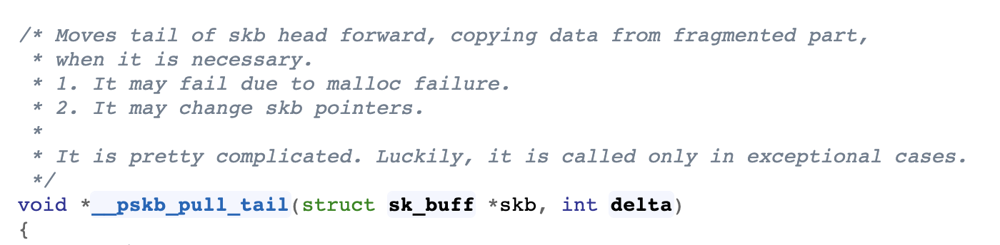 /* Moves tail of skb head forward, copying data from fragmented part,
 * when it is necessary.
 * 1. It may fail due to malloc failure.
 * 2. It may change skb pointers.
 *
 * It is pretty complicated. Luckily, it is called only in exceptional cases.
 */
void *__pskb_pull_tail(struct sk_buff *skb, int delta)
{